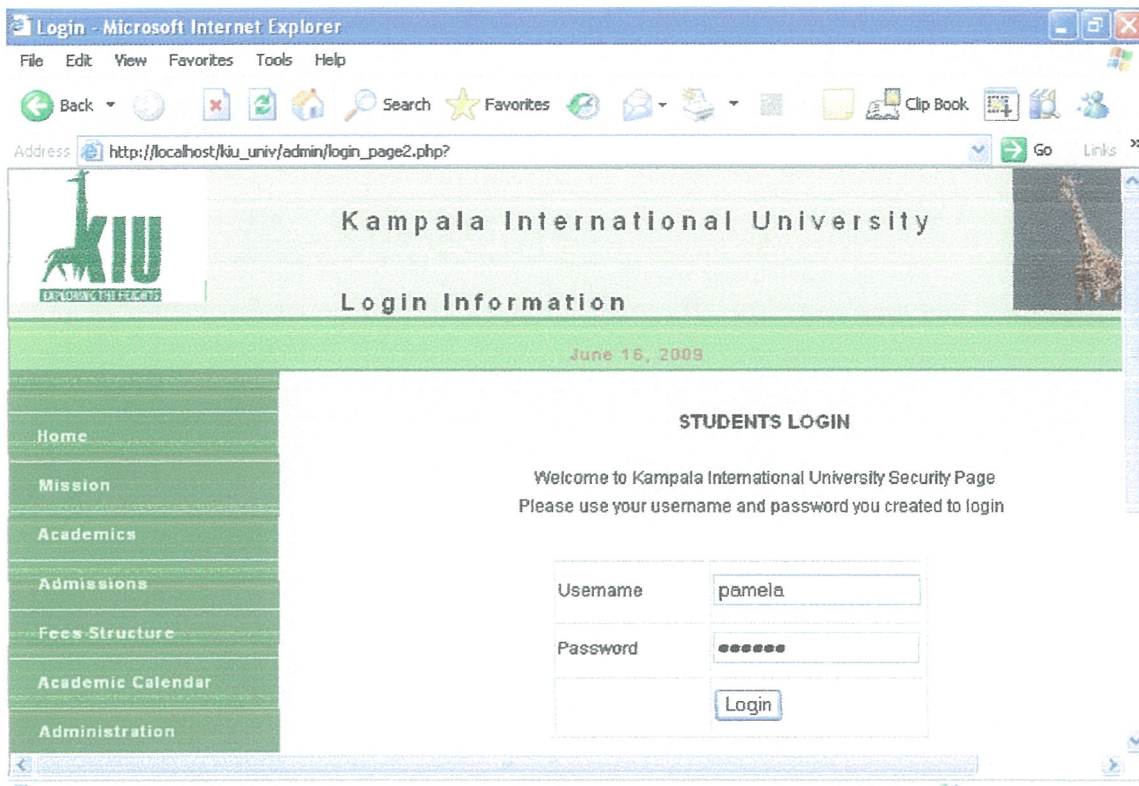 Login - Microsoft Internet Explorer
File Edit View Favorites Tools Help
Back Search Favorites Clip Book
Address http://localhost/kiu_univ/admin/login_page2.php? Go Links »
KIU
EXPLORING THE HEIGHTS
Kampala International University
Login Information
June 16, 2009
Home
Mission
Academics
Admissions
Fees Structure
Academic Calendar
Administration
STUDENTS LOGIN
Welcome to Kampala International University Security Page
Please use your username and password you created to login
Username pamela
Password ••••••
Login